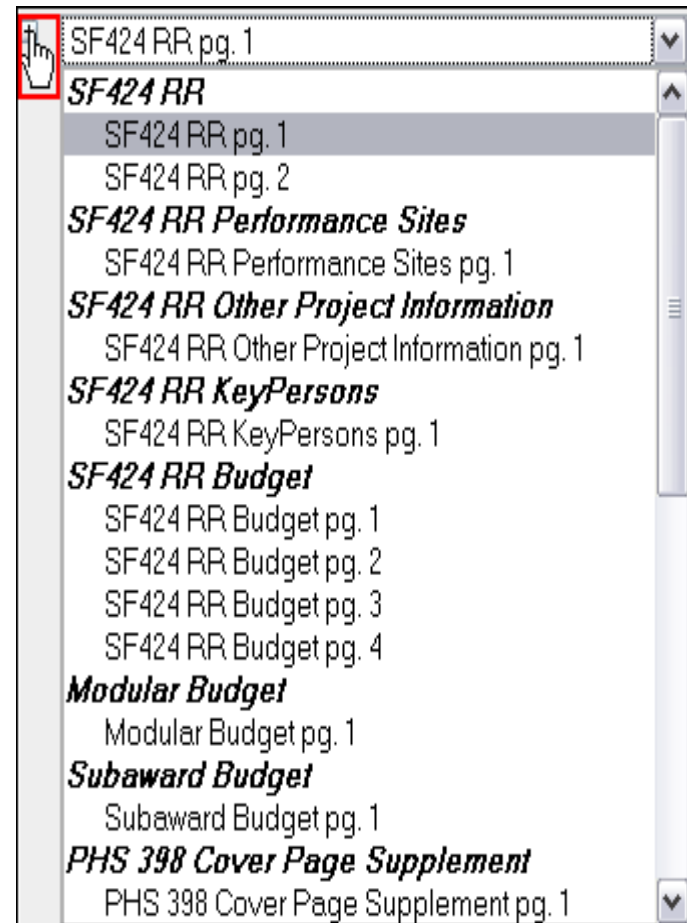 SF424 RR pg. 1
SF424 RR
SF424 RR pg. 1
SF424 RR pg. 2
SF424 RR Performance Sites
SF424 RR Performance Sites pg. 1
SF424 RR Other Project Information
SF424 RR Other Project Information pg. 1
SF424 RR KeyPersons
SF424 RR KeyPersons pg. 1
SF424 RR Budget
SF424 RR Budget pg. 1
SF424 RR Budget pg. 2
SF424 RR Budget pg. 3
SF424 RR Budget pg. 4
Modular Budget
Modular Budget pg. 1
Subaward Budget
Subaward Budget pg. 1
PHS 398 Cover Page Supplement
PHS 398 Cover Page Supplement pg. 1